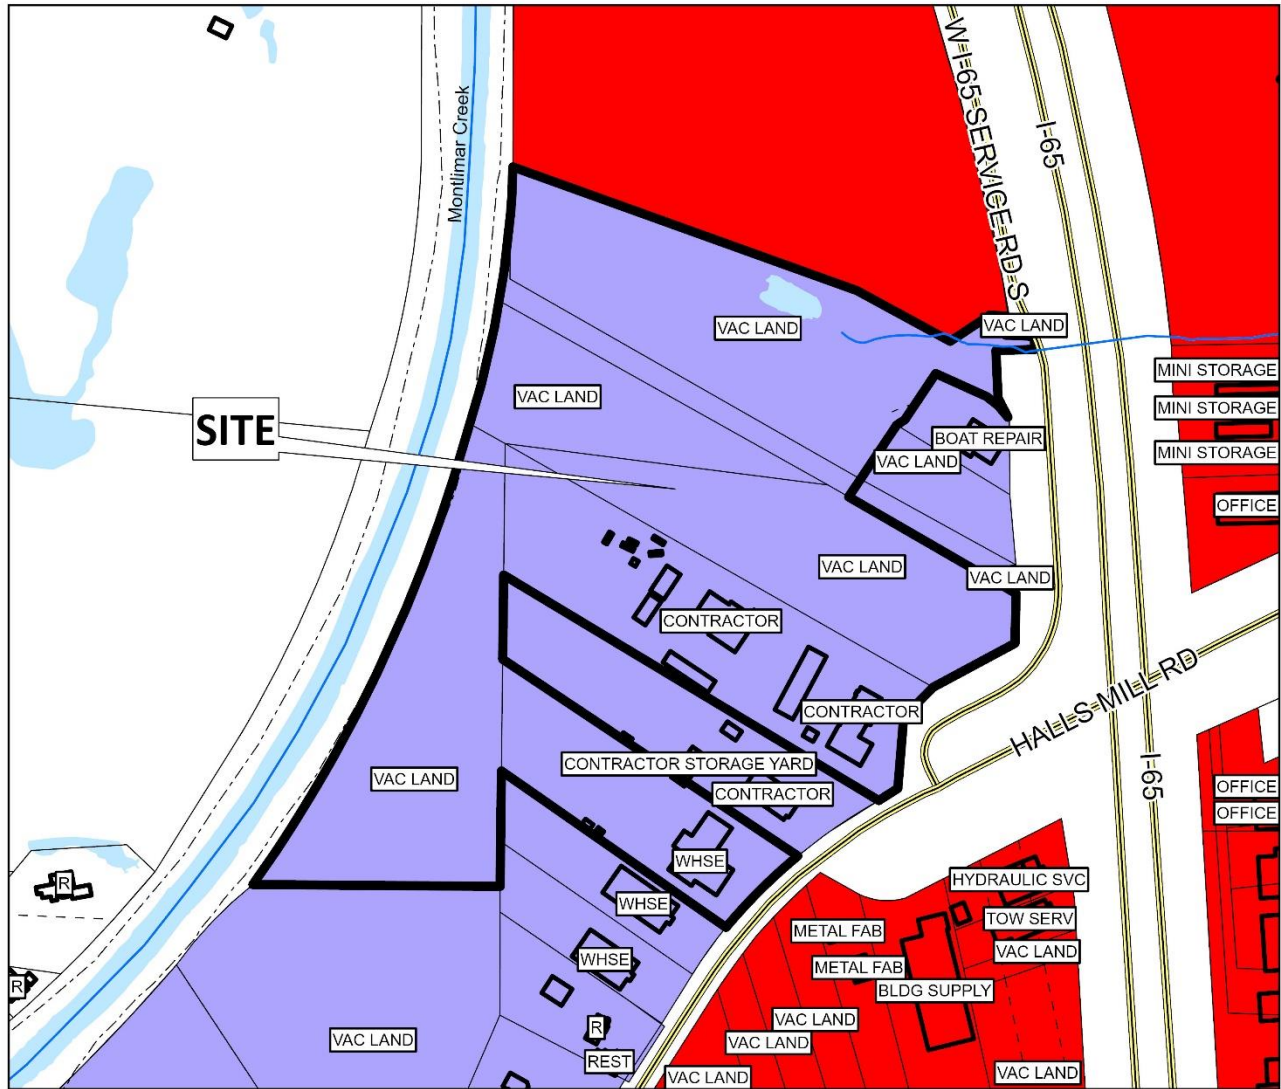 W I-65 SERVICE RD S
I-65
Montlimar Creek
VAC LAND
VAC LAND
MINI STORAGE
VAC LAND
MINI STORAGE
SITE
BOAT REPAIR
MINI STORAGE
VAC LAND
OFFICE
VAC LAND
VAC LAND
CONTRACTOR
HALLS MILL RD
CONTRACTOR
CONTRACTOR STORAGE YARD
I-65
VAC LAND
OFFICE
CONTRACTOR
OFFICE
WHSE
R
HYDRAULIC SVC
WHSE
TOW SERV
METAL FAB
VAC LAND
WHSE
METAL FAB
R
BLDG SUPPLY
VAC LAND
R
VAC LAND
VAC LAND
REST
VAC LAND
VAC LAND